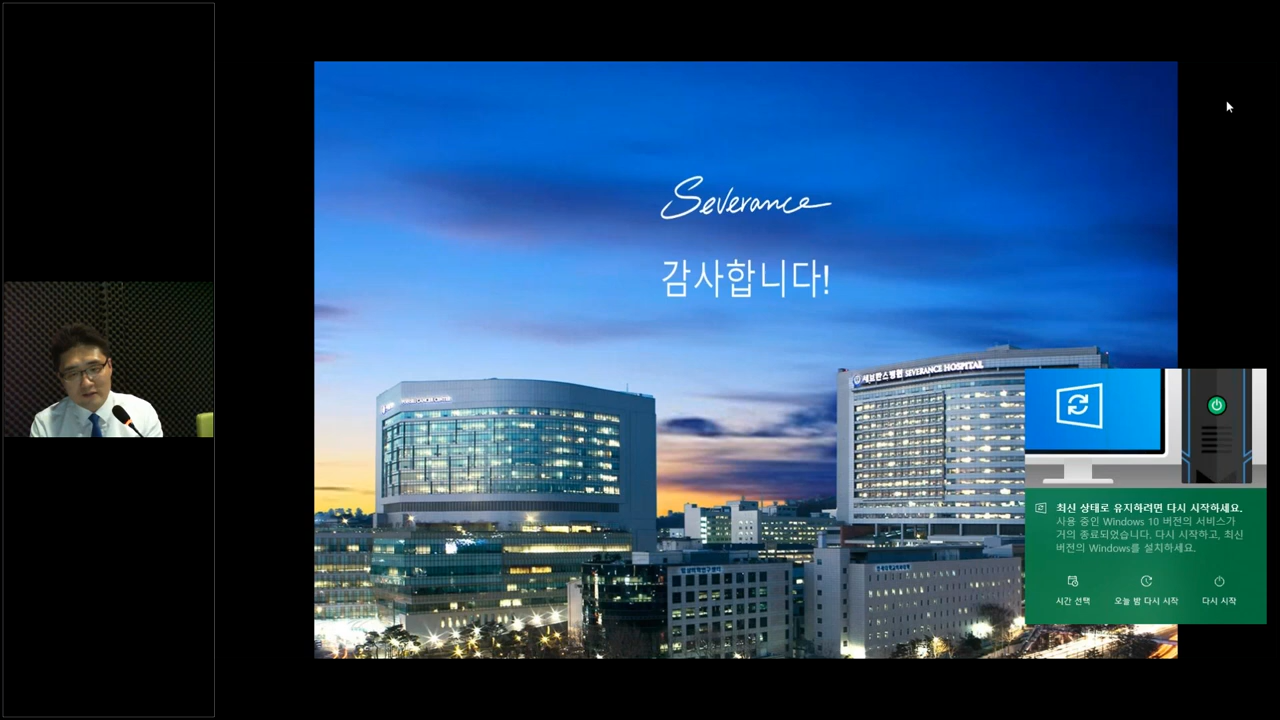 Severance
감사합니다!
CANCER CENTER
세브란스병원 SEVERANCE HOSPITAL
최신 상태로 유지하려면 다시 시작하세요.
사용 중인 Windows 10 버전의 서비스가
거의 종료되었습니다. 다시 시작하고, 최신
버전의 Windows를 설치하세요.
시간 선택
오늘 밤 다시 시작
다시 시작